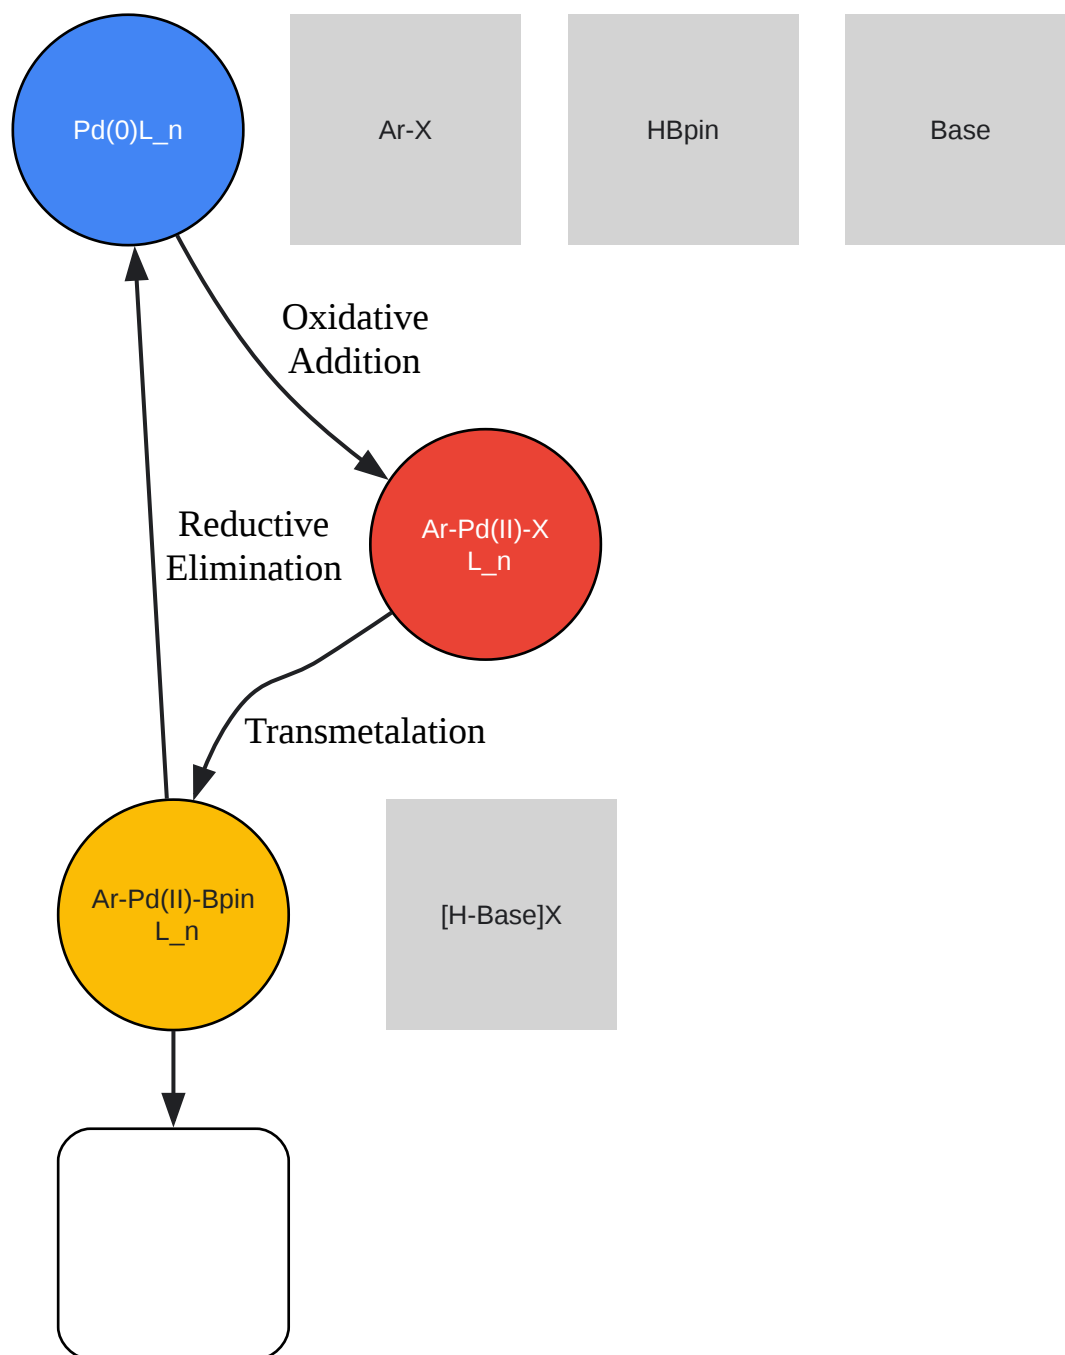 Pd(0)L_n
Ar-X
HBpin
Base
Oxidative
Addition
Reductive
Elimination
Ar-Pd(II)-X
L_n
Transmetalation
Ar-Pd(II)-Bpin
L_n
[H-Base]X